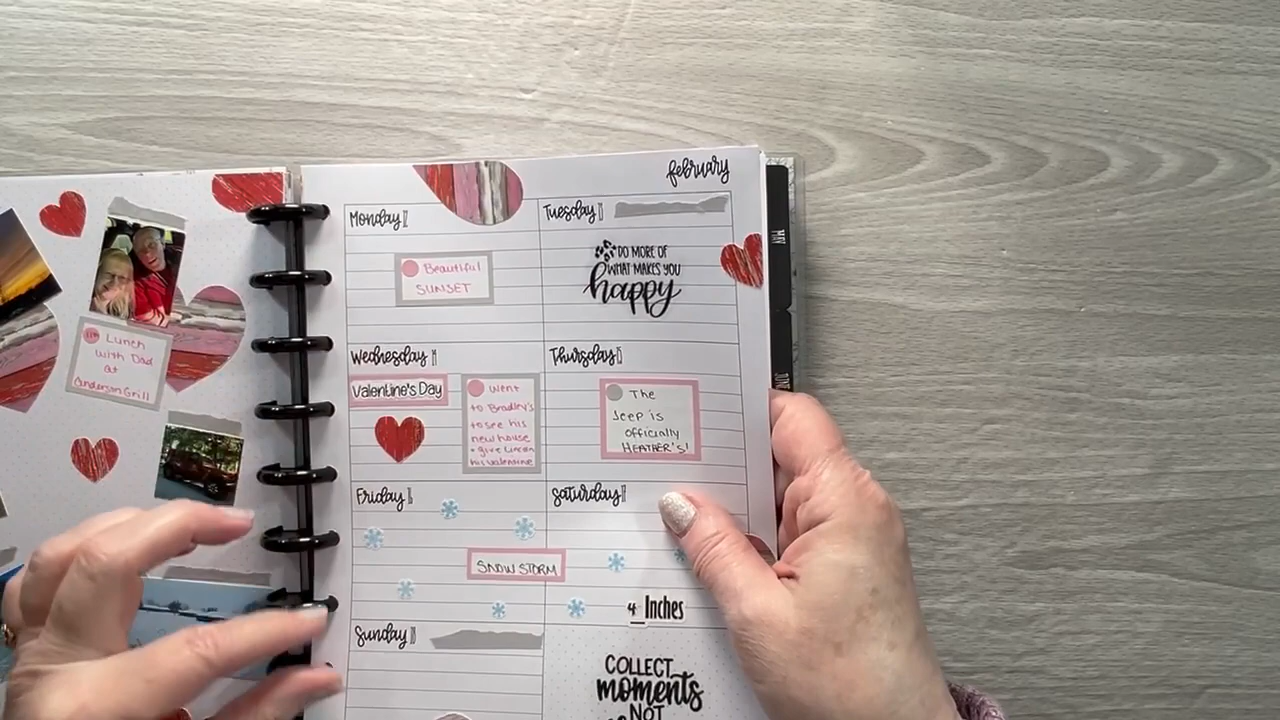 Lunch
with Dad
at
Anderson Grill
february
Monday
Beautiful
SUNSET
Tuesday
DO MORE OF
WHAT MAKES YOU
happy
Wednesday
Valentine's Day
Went
to Bradley's
to see his
new house
+ give Lincoln
his valentine
Thursday
The
Jeep is
officially
HEATHER'S!
Friday
Saturday
SNOW STORM
4 Inches
Sunday
COLLECT
moments
NOT
MAY
JUNE